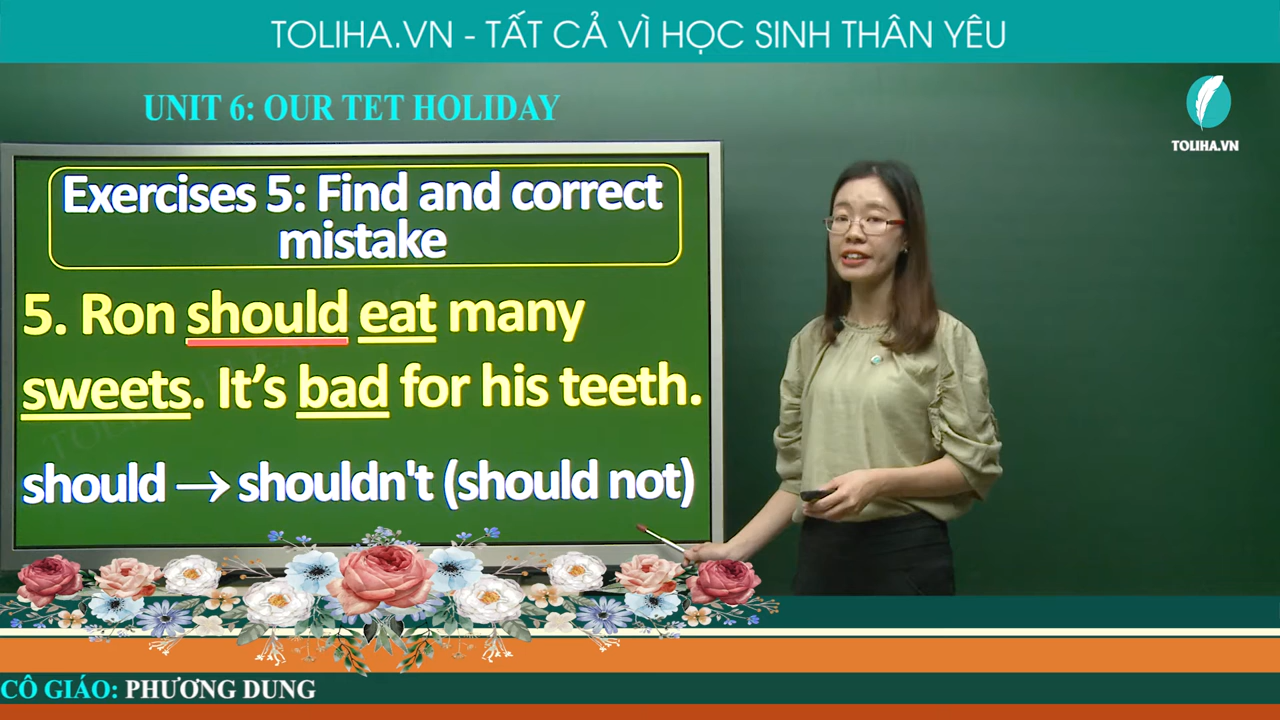 TOLIHA.VN - TẤT CẢ VÌ HỌC SINH THÂN YÊU
UNIT 6: OUR TET HOLIDAY
TOLIHA.VN
Exercises 5: Find and correct
mistake
5. Ron should eat many
sweets. It's bad for his teeth.
should → shouldn't (should not)
CÔ GIÁO: PHƯƠNG DUNG